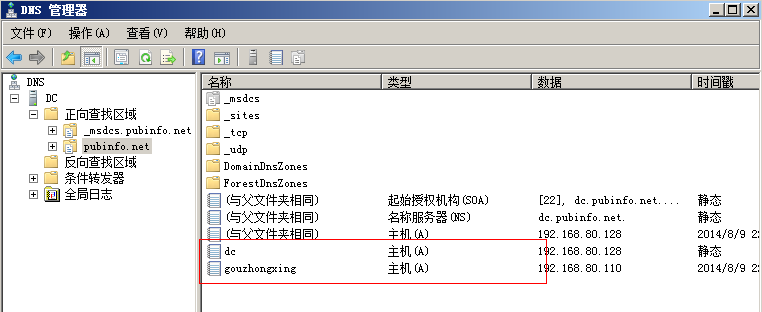 DNS 管理器
文件(F) 操作(A) 查看(V) 帮助(H)
DNS
DC
正向查找区域
_msdcs.pubinfo.net
pubinfo.net
反向查找区域
条件转发器
全局日志
名称 类型 数据 时间戳
_msdcs
_sites
_tcp
_udp
DomainDnsZones
ForestDnsZones
(与父文件夹相同) 起始授权机构(SOA) [22], dc.pubinfo.net.... 静态
(与父文件夹相同) 名称服务器(NS) dc.pubinfo.net. 静态
(与父文件夹相同) 主机(A) 192.168.80.128 2014/8/9 22
dc 主机(A) 192.168.80.128 静态
gouzhongxing 主机(A) 192.168.80.110 2014/8/9 22